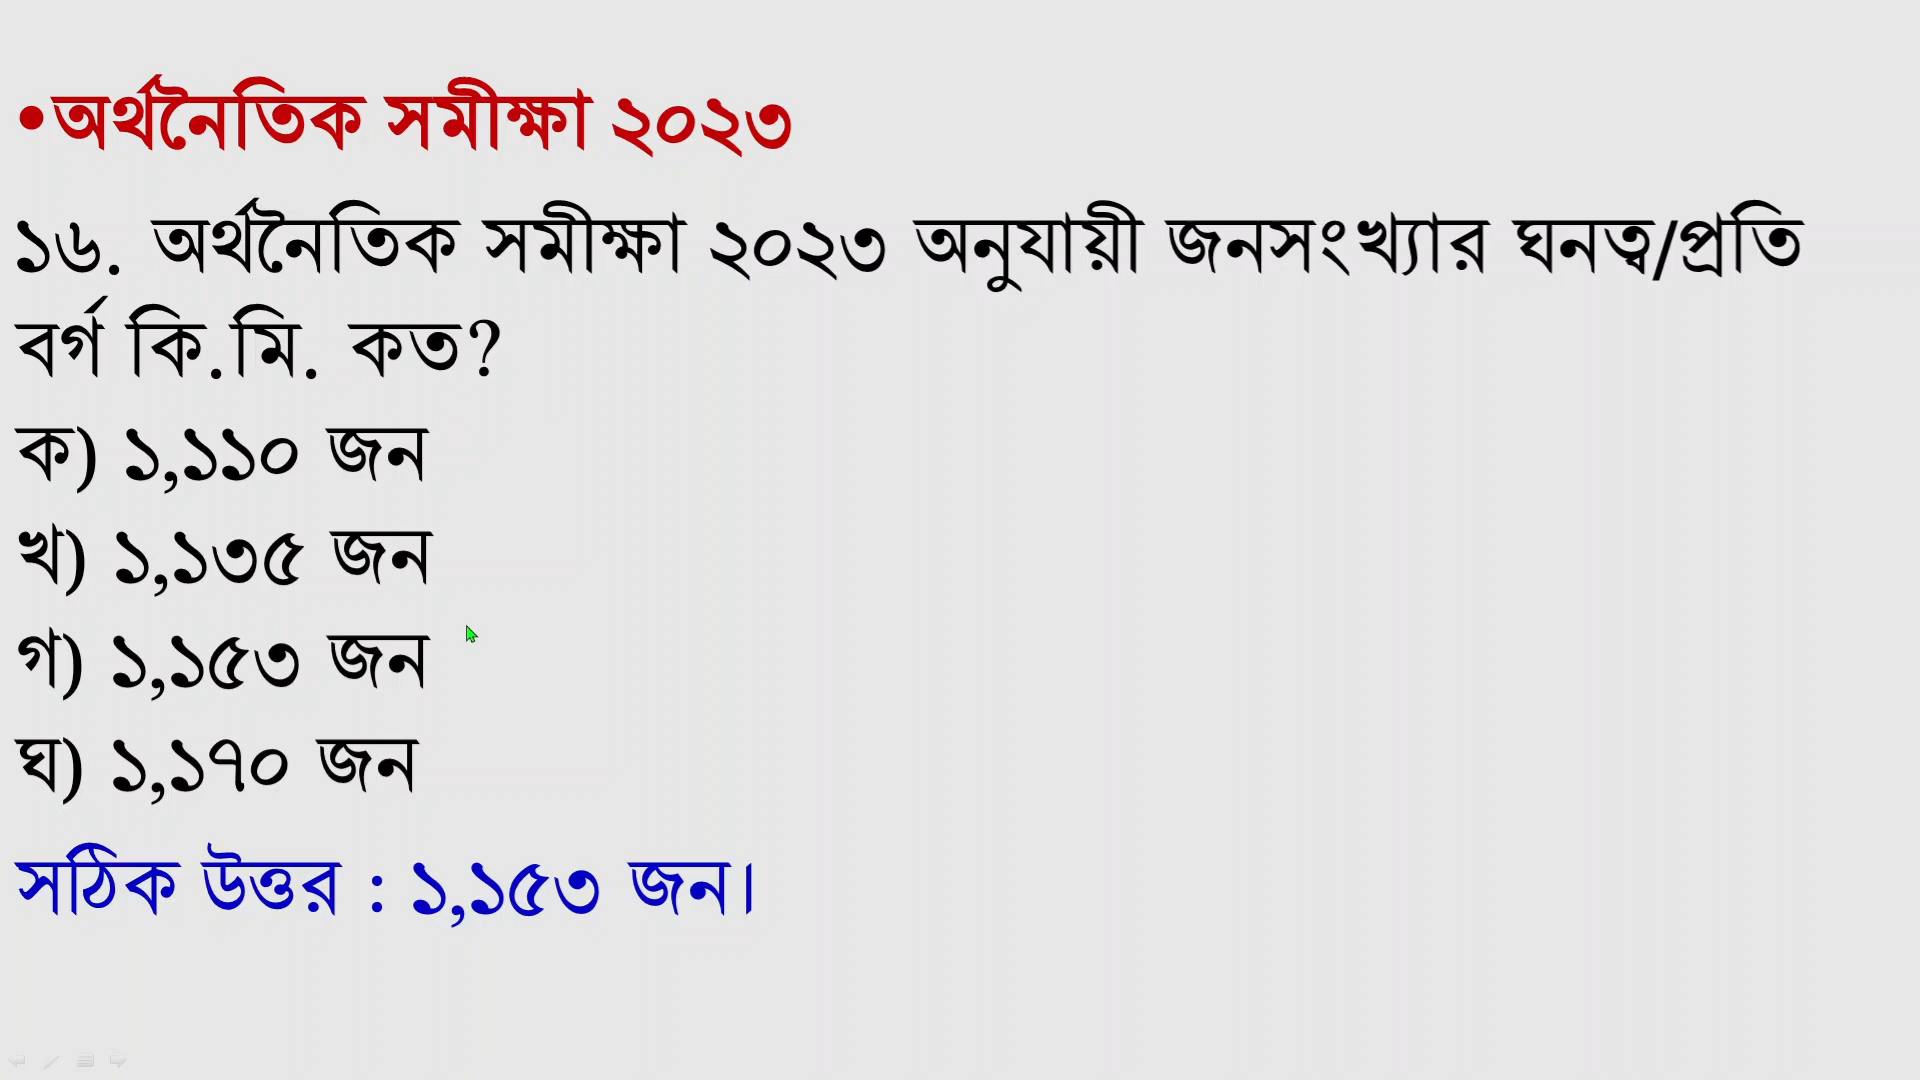 •অর্থনৈতিক সমীক্ষা ২০২৩
১৬. অর্থনৈতিক সমীক্ষা ২০২৩ অনুযায়ী জনসংখ্যার ঘনত্ব/প্রতি
বর্গ কি.মি. কত?
ক) ১,১১০ জন
খ) ১,১৩৫ জন
গ) ১,১৫৩ জন
ঘ) ১,১৭০ জন
সঠিক উত্তর : ১,১৫৩ জন।